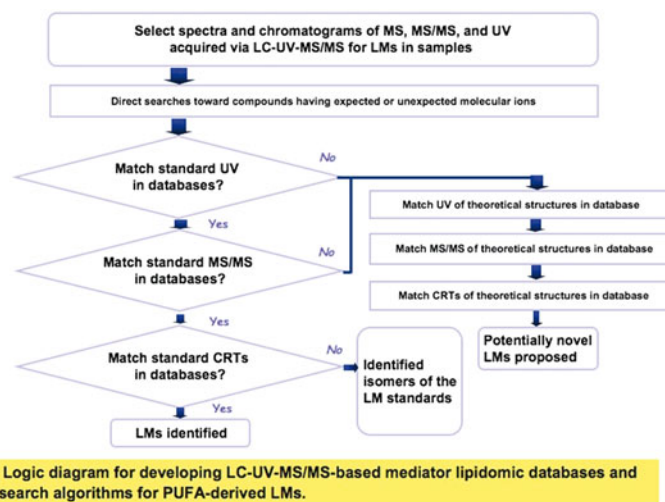 Select spectra and chromatograms of MS, MS/MS, and UV
acquired via LC-UV-MS/MS for LMs in samples
Direct searches toward compounds having expected or unexpected molecular ions
Match standard UV
in databases?
No
Yes
Match standard MS/MS
in databases?
No
Yes
Match standard CRTs
in databases?
No
Yes
LMs identified
Identified
isomers of the
LM standards
Match UV of theoretical structures in database
Match MS/MS of theoretical structures in database
Match CRTs of theoretical structures in database
Potentially novel
LMs proposed
Logic diagram for developing LC-UV-MS/MS-based mediator lipidomic databases and
search algorithms for PUFA-derived LMs.